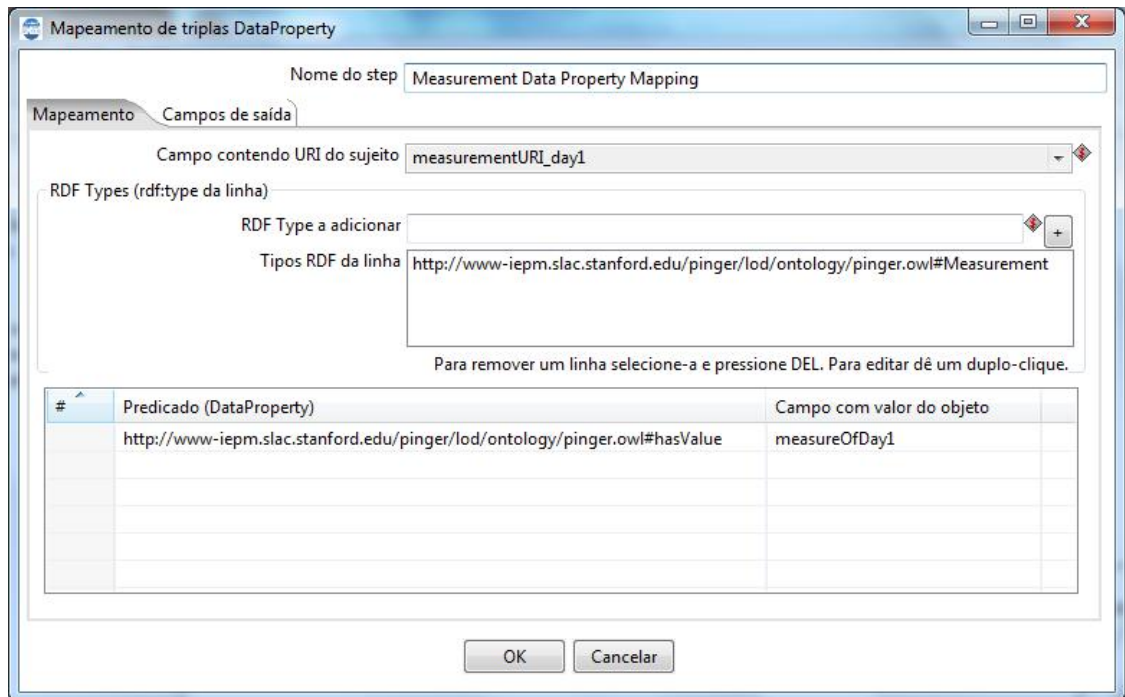 Mapeamento de triplas DataProperty
Nome do step Measurement Data Property Mapping
Mapeamento Campos de saída
Campo contendo URI do sujeito measurementURI_day1
RDF Types (rdf:type da linha)
RDF Type a adicionar +
Tipos RDF da linha http://www-iepm.slac.stanford.edu/pinger/lod/ontology/pinger.owl#Measurement
Para remover um linha selecione-a e pressione DEL. Para editar dê um duplo-clique.
# Predicado (DataProperty) Campo com valor do objeto
http://www-iepm.slac.stanford.edu/pinger/lod/ontology/pinger.owl#hasValue measureOfDay1
OK Cancelar